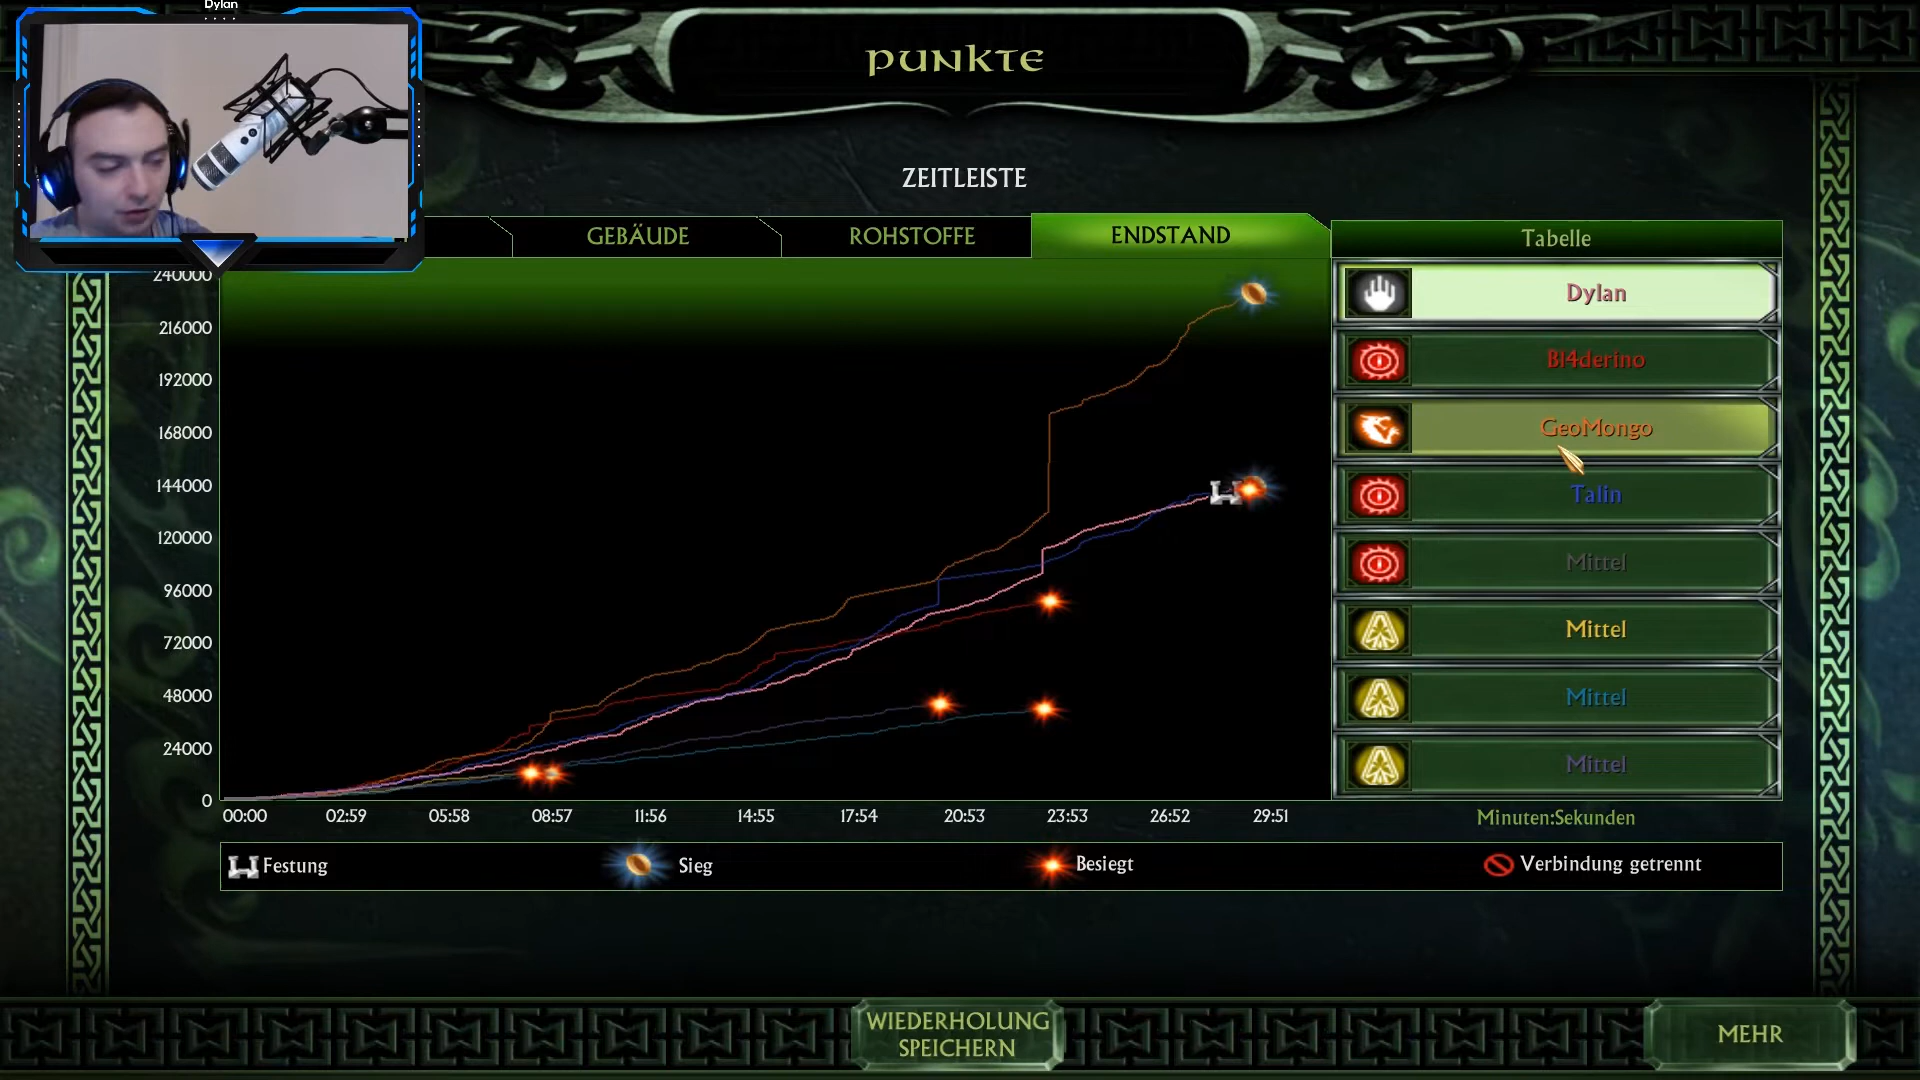 Dylan
PUNKTE
ZEITLEISTE
GEBÄUDE
ROHSTOFFE
ENDSTAND
Tabelle
240000
216000
192000
168000
144000
120000
96000
72000
48000
24000
0
00:00
02:59
05:58
08:57
11:56
14:55
17:54
20:53
23:53
26:52
29:51
Dylan
Bl4derino
GeoMongo
Talin
Mittel
Mittel
Mittel
Mittel
Minuten:Sekunden
Festung
Sieg
Besiegt
Verbindung getrennt
WIEDERHOLUNG
SPEICHERN
MEHR